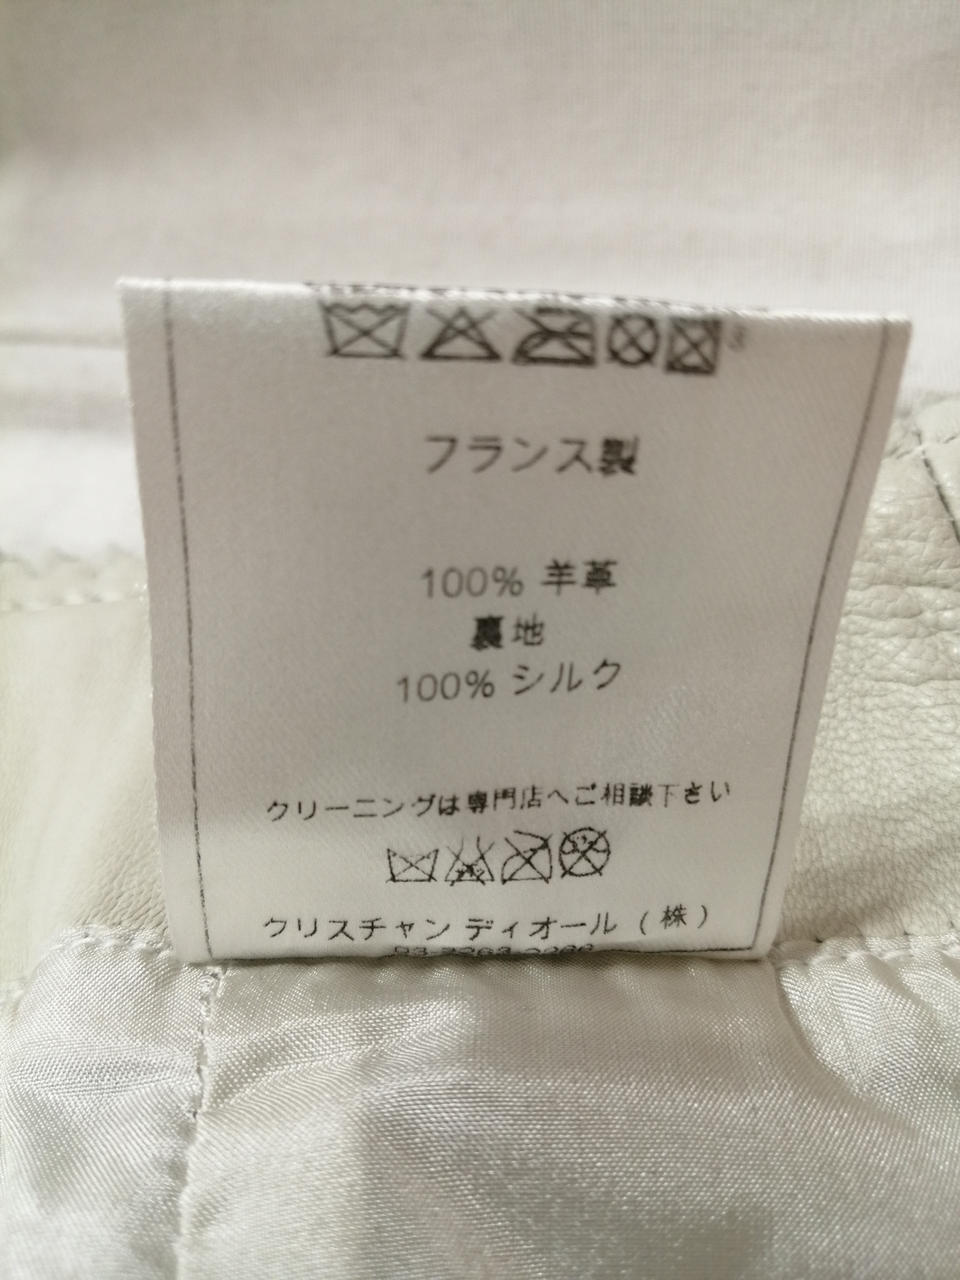 フランス製
100% 羊革
裏地
100% シルク
クリーニングは専門店へご相談下さい
クリスチャン ディオール (株)